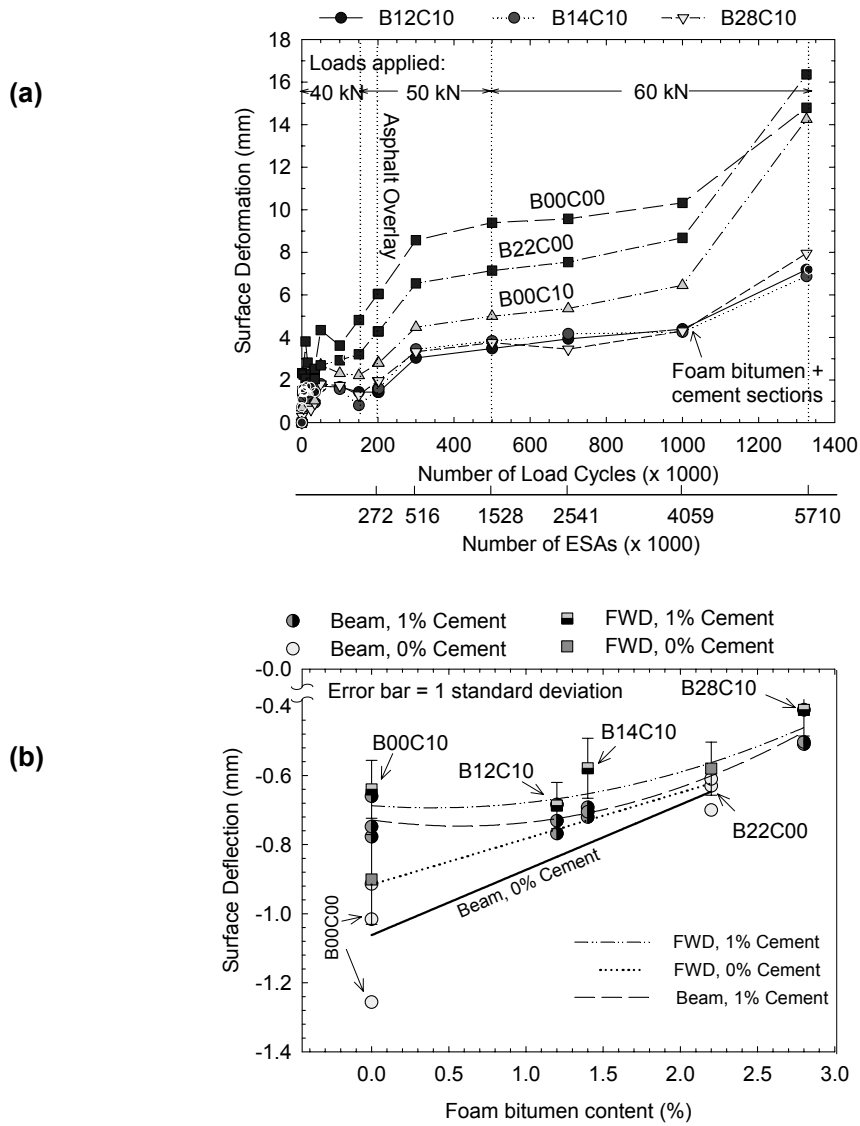 B12C10 B14C10 B28C10
(a)
Surface Deformation (mm)
18
16
14
12
10
8
6
4
2
0
Loads applied:
40 kN 50 kN 60 kN
Asphalt Overlay
B00C00
B22C00
B00C10
Foam bitumen +
cement sections
0 200 400 600 800 1000 1200 1400
Number of Load Cycles (x 1000)
272 516 1528 2541 4059 5710
Number of ESAs (x 1000)
Beam, 1% Cement FWD, 1% Cement
Beam, 0% Cement FWD, 0% Cement
(b)
Surface Deflection (mm)
-0.0
-0.4
-0.6
-0.8
-1.0
-1.2
-1.4
Error bar = 1 standard deviation
B28C10
B00C10
B14C10
B12C10
B22C00
Beam, 0% Cement
B00C00
FWD, 1% Cement
FWD, 0% Cement
Beam, 1% Cement
0.0 0.5 1.0 1.5 2.0 2.5 3.0
Foam bitumen content (%)